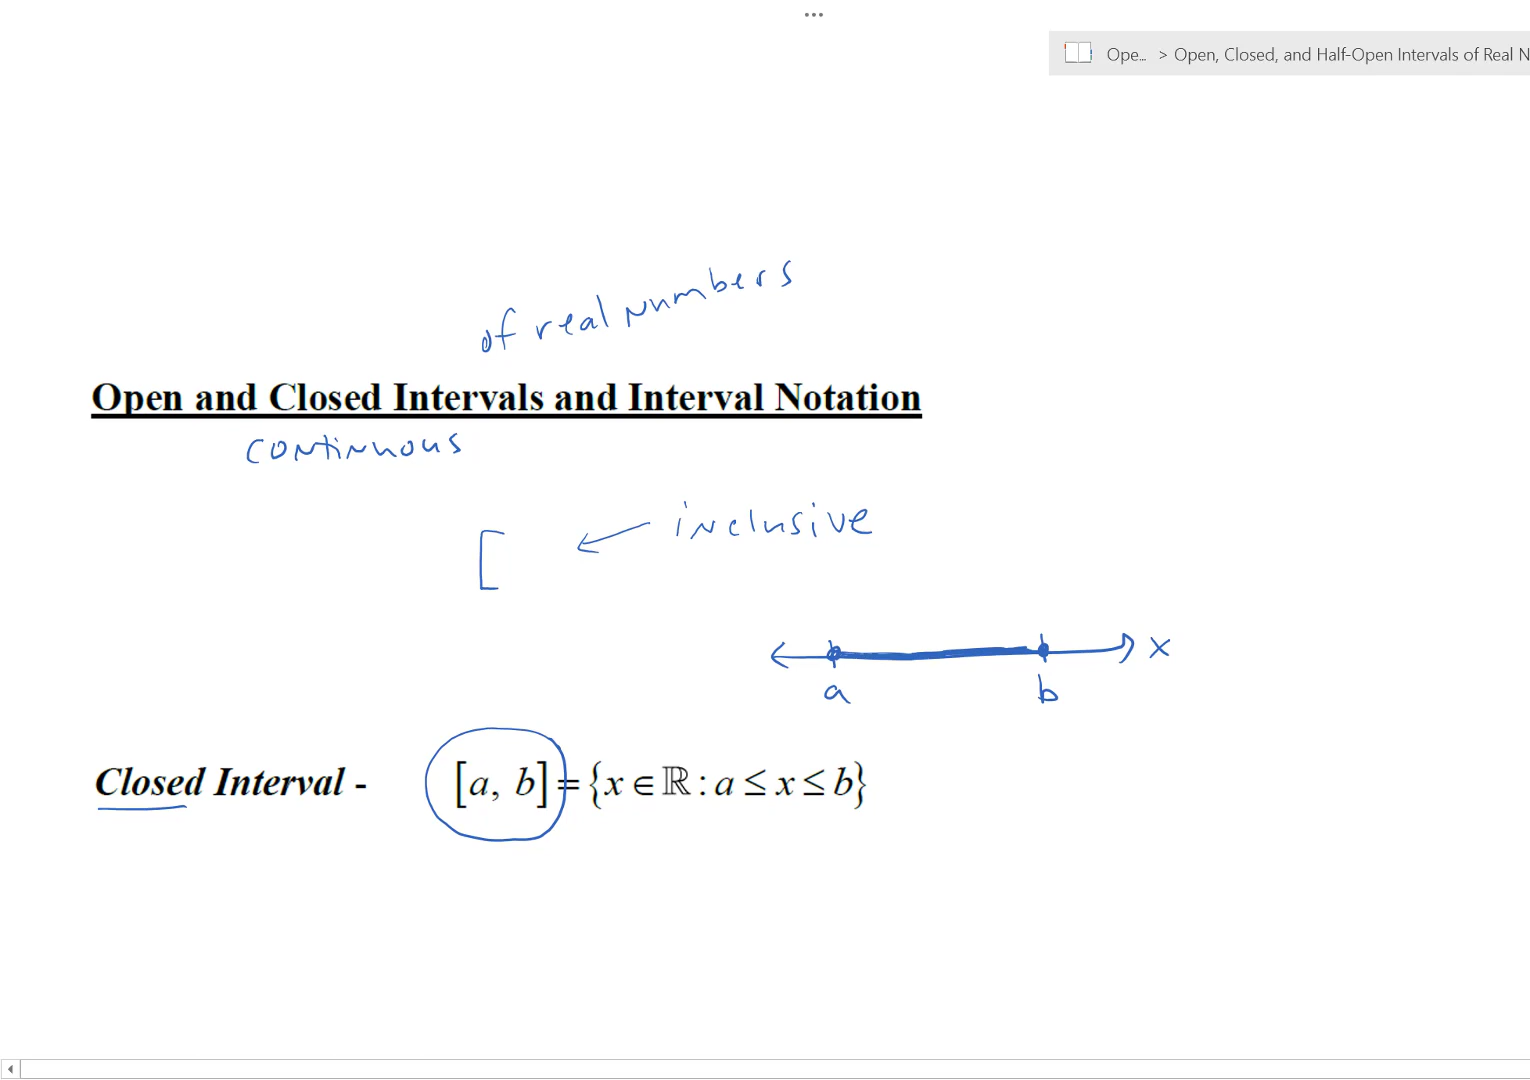 Ope... > Open, Closed, and Half-Open Intervals of Real N
of real numbers
Open and Closed Intervals and Interval Notation
continuous
[ ← inclusive
x
a b
Closed Interval - [a, b] = {x ∈ ℝ : a ≤ x ≤ b}